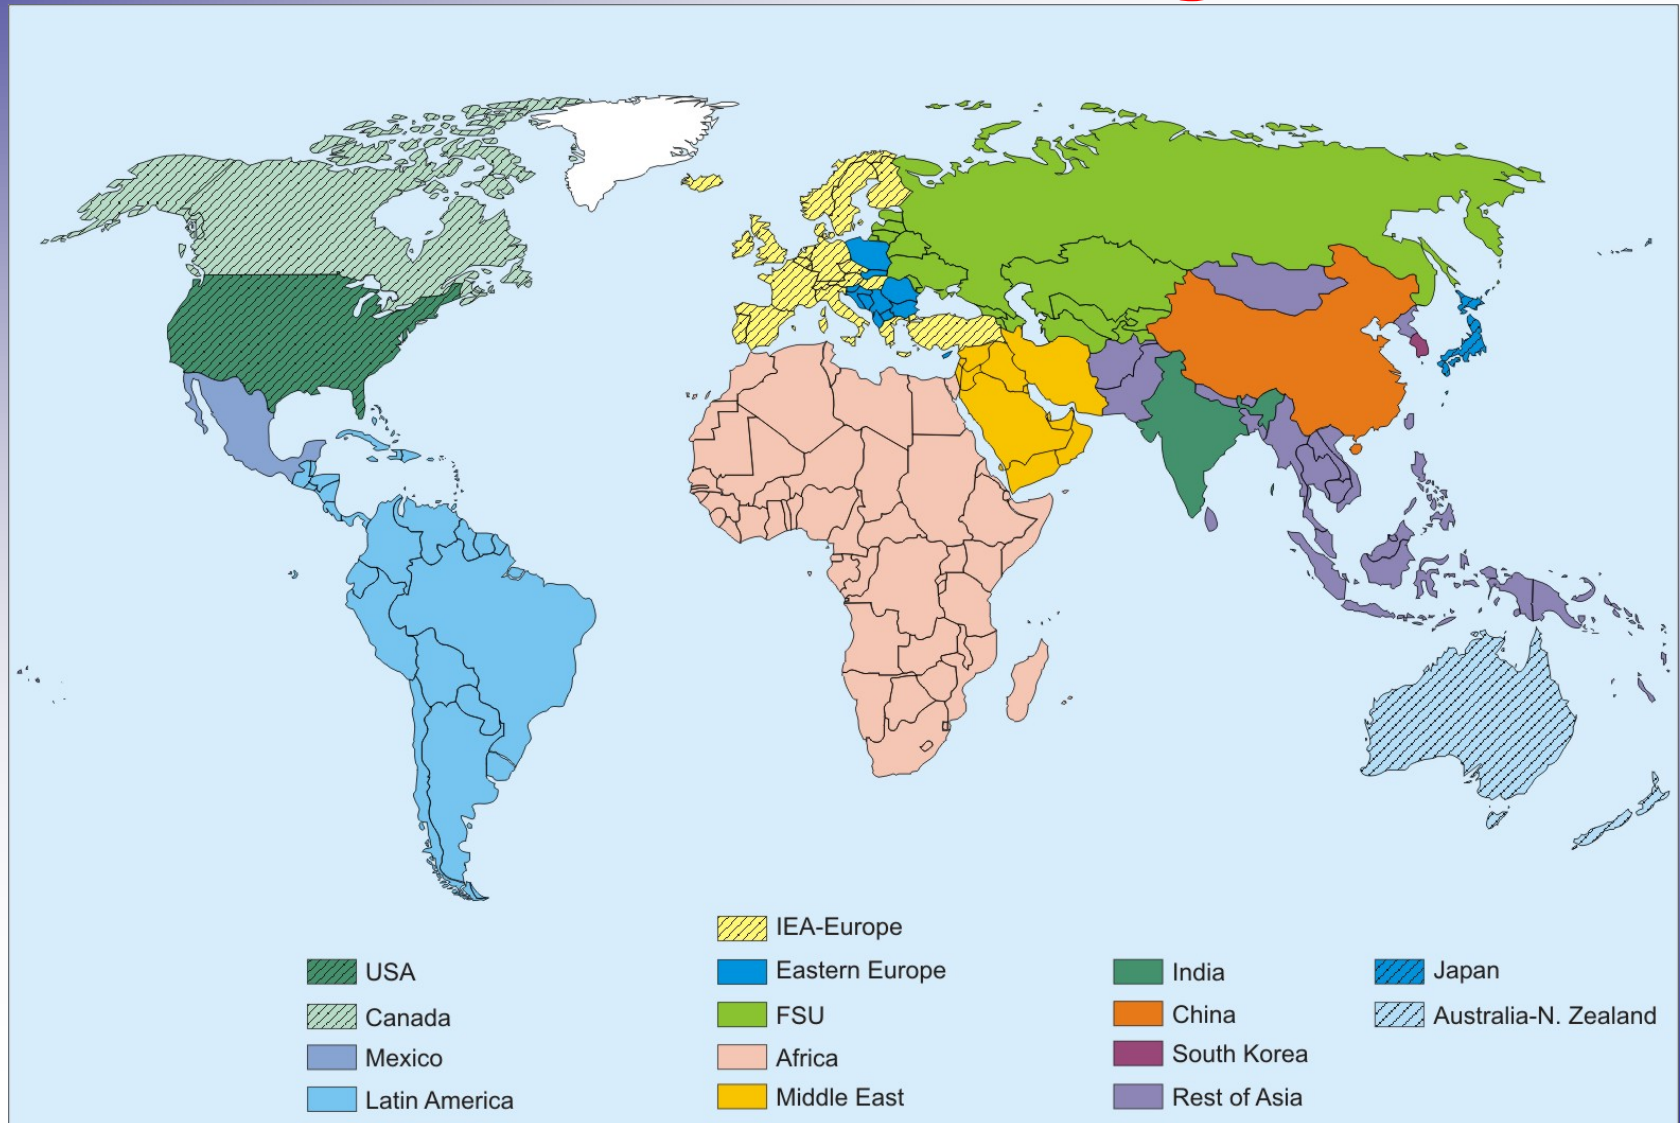 IEA-Europe
USA
Eastern Europe
India
Japan
Canada
FSU
China
Australia-N. Zealand
Mexico
Africa
South Korea
Latin America
Middle East
Rest of Asia